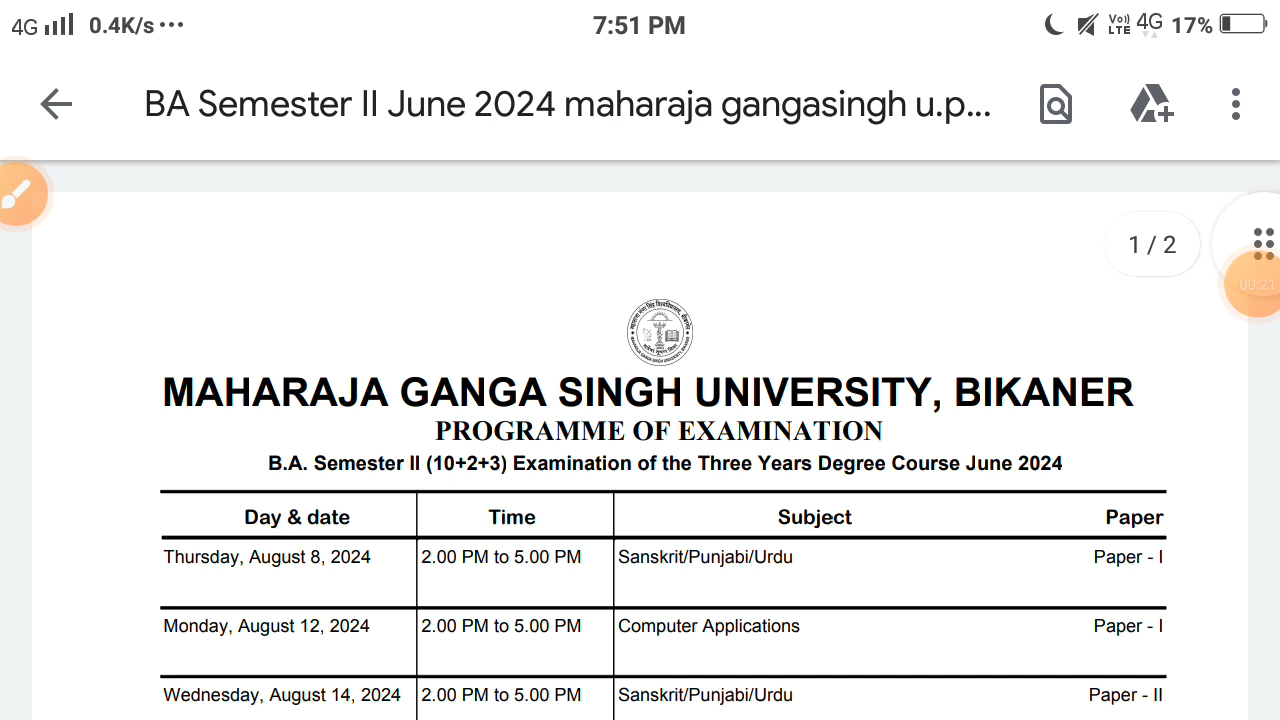 4G 0.4K/s ... 7:51 PM Vo)) LTE 4G 17%
BA Semester II June 2024 maharaja gangasingh u.p...
1 / 2
00:21
MAHARAJA GANGA SINGH UNIVERSITY, BIKANER
PROGRAMME OF EXAMINATION
B.A. Semester II (10+2+3) Examination of the Three Years Degree Course June 2024
Day & date Time Subject Paper
Thursday, August 8, 2024 2.00 PM to 5.00 PM Sanskrit/Punjabi/Urdu Paper - I
Monday, August 12, 2024 2.00 PM to 5.00 PM Computer Applications Paper - I
Wednesday, August 14, 2024 2.00 PM to 5.00 PM Sanskrit/Punjabi/Urdu Paper - II